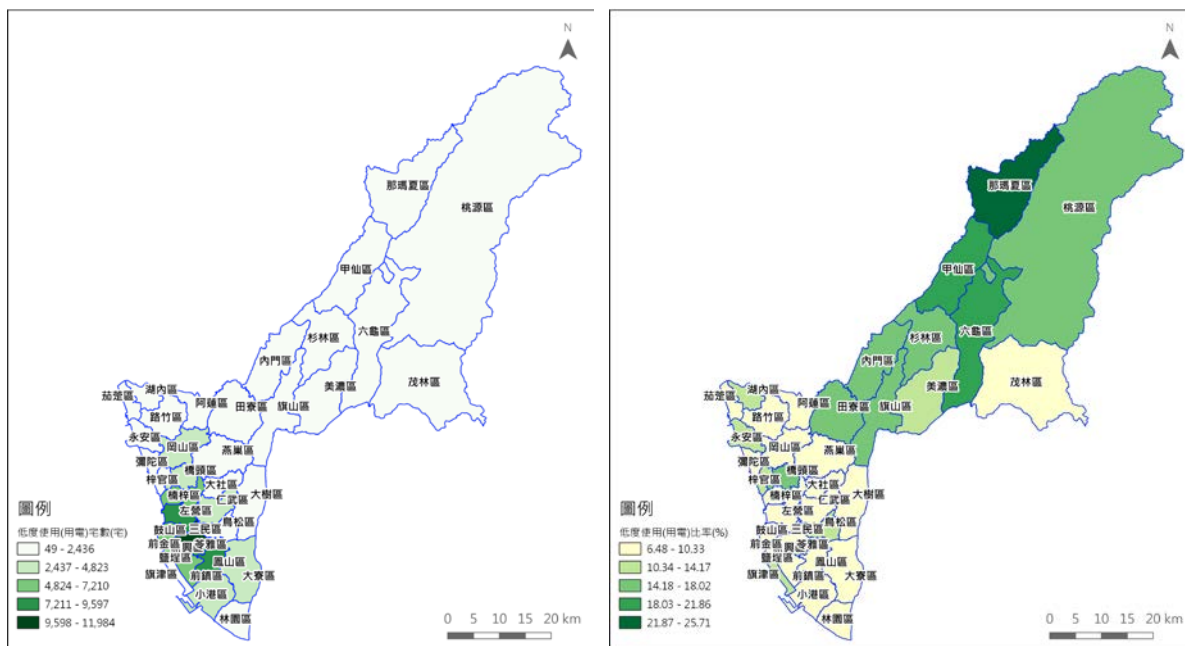 N
那瑪夏區
桃源區
甲仙區
六龜區
杉林區
內門區
美濃區
茂林區
湖內區
茄萣區
阿蓮區
田寮區
旗山區
路竹區
永安區
岡山區
燕巢區
彌陀區
橋頭區
梓官區
大社區
大樹區
楠梓區
仁武區
左營區
鳥松區
鼓山區
三民區
前金區
興區
苓雅區
鹽埕區
鳳山區
旗津區
前鎮區
大寮區
小港區
林園區
圖例
低度使用(用電)宅數(宅)
49 - 2,436
2,437 - 4,823
4,824 - 7,210
7,211 - 9,597
9,598 - 11,984
0 5 10 15 20 km
N
那瑪夏區
桃源區
甲仙區
六龜區
杉林區
內門區
美濃區
茂林區
湖內區
茄萣區
阿蓮區
田寮區
旗山區
路竹區
永安區
岡山區
燕巢區
彌陀區
橋頭區
梓官區
大社區
大樹區
楠梓區
仁武區
左營區
鳥松區
鼓山區
三民區
前金區
興區
苓雅區
鹽埕區
鳳山區
旗津區
前鎮區
大寮區
小港區
林園區
圖例
低度使用(用電)比率(%)
6.48 - 10.33
10.34 - 14.17
14.18 - 18.02
18.03 - 21.86
21.87 - 25.71
0 5 10 15 20 km